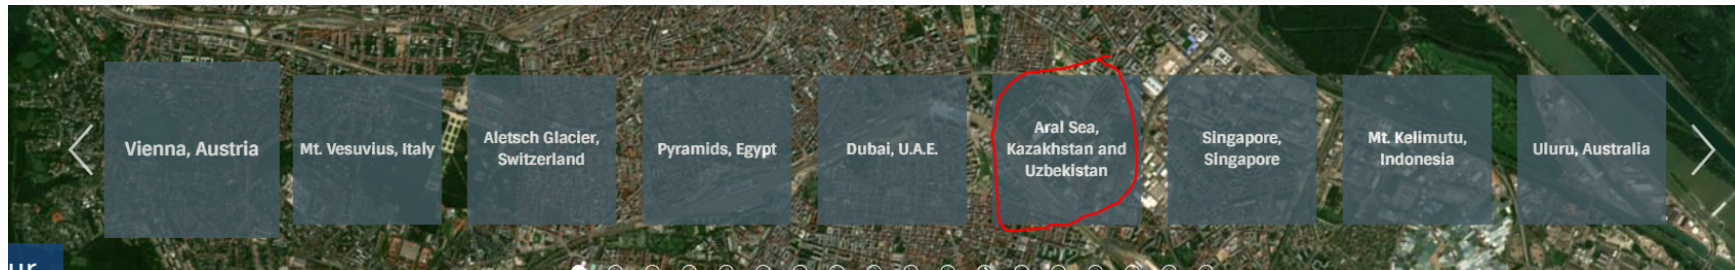 Vienna, Austria
Mt. Vesuvius, Italy
Aletsch Glacier,
Switzerland
Pyramids, Egypt
Dubai, U.A.E.
Aral Sea,
Kazakhstan and
Uzbekistan
Singapore,
Singapore
Mt. Kelimutu,
Indonesia
Uluru, Australia